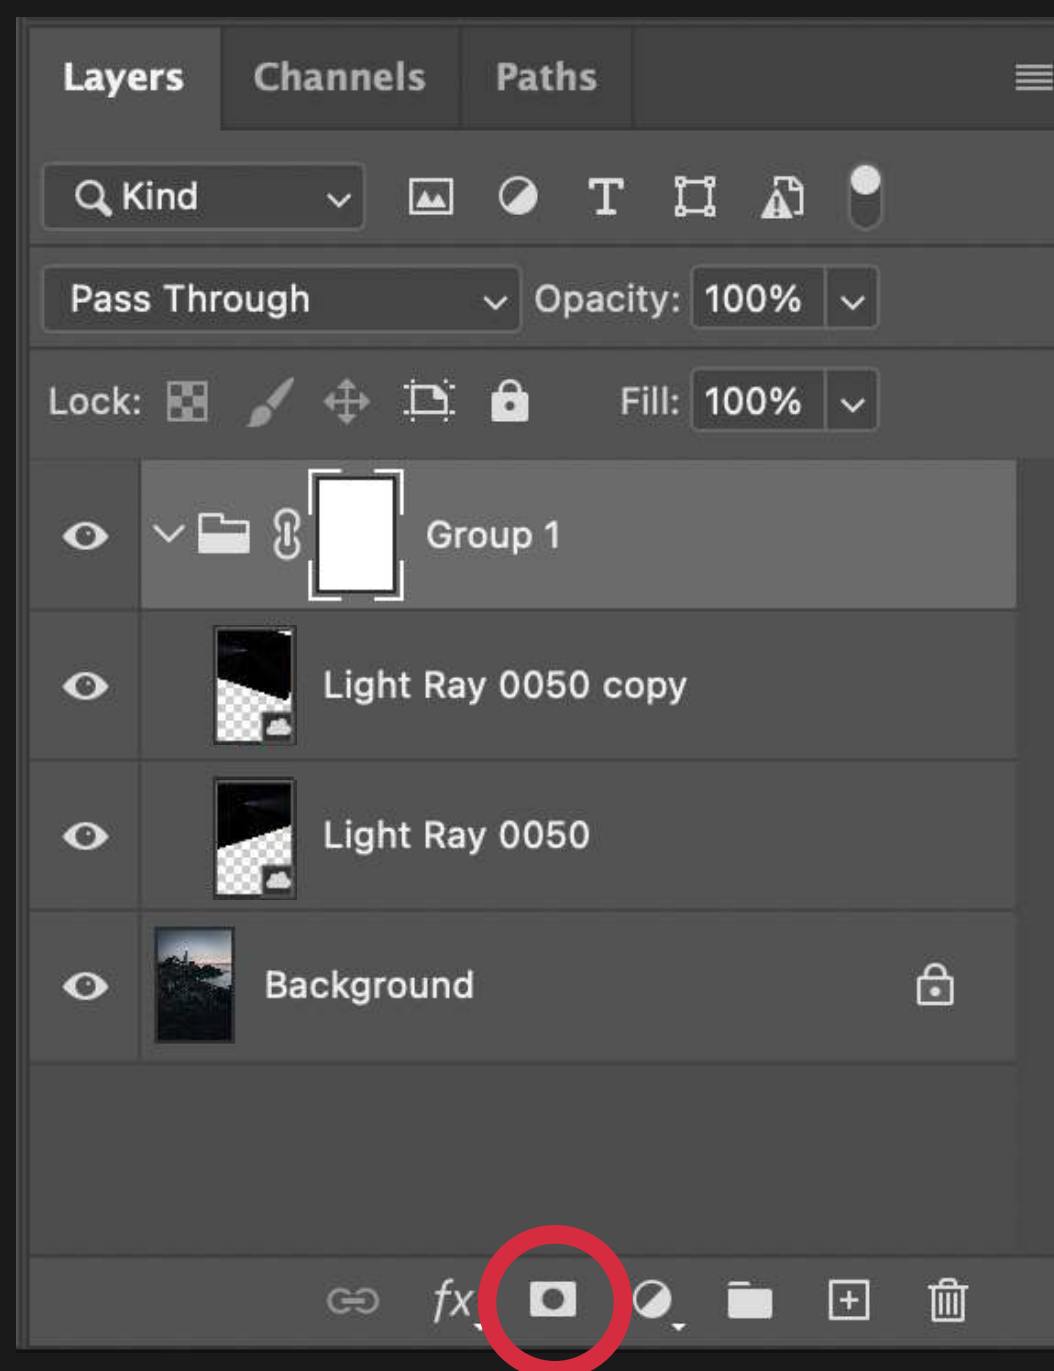 Layers Channels Paths
Kind T
Pass Through Opacity: 100%
Lock: Fill: 100%
Group 1
Light Ray 0050 copy
Light Ray 0050
Background
fx